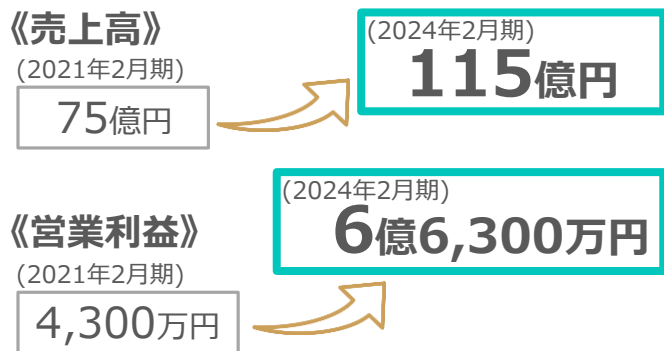 《売上高》
(2021年2月期)
75億円
(2024年2月期)
115億円
《営業利益》
(2021年2月期)
4,300万円
(2024年2月期)
6億6,300万円